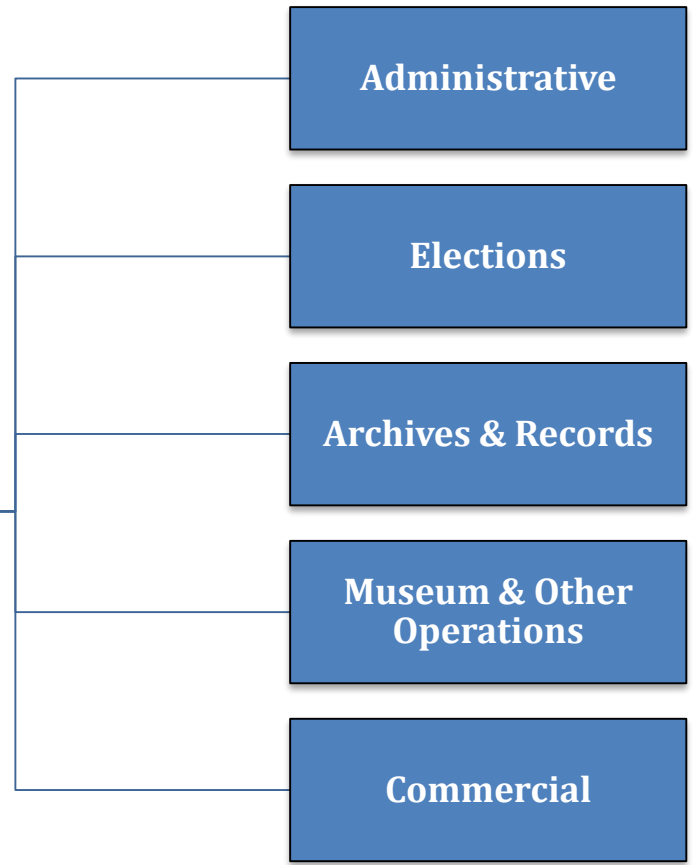 Administrative
Elections
Archives & Records
Museum & Other
Operations
Commercial